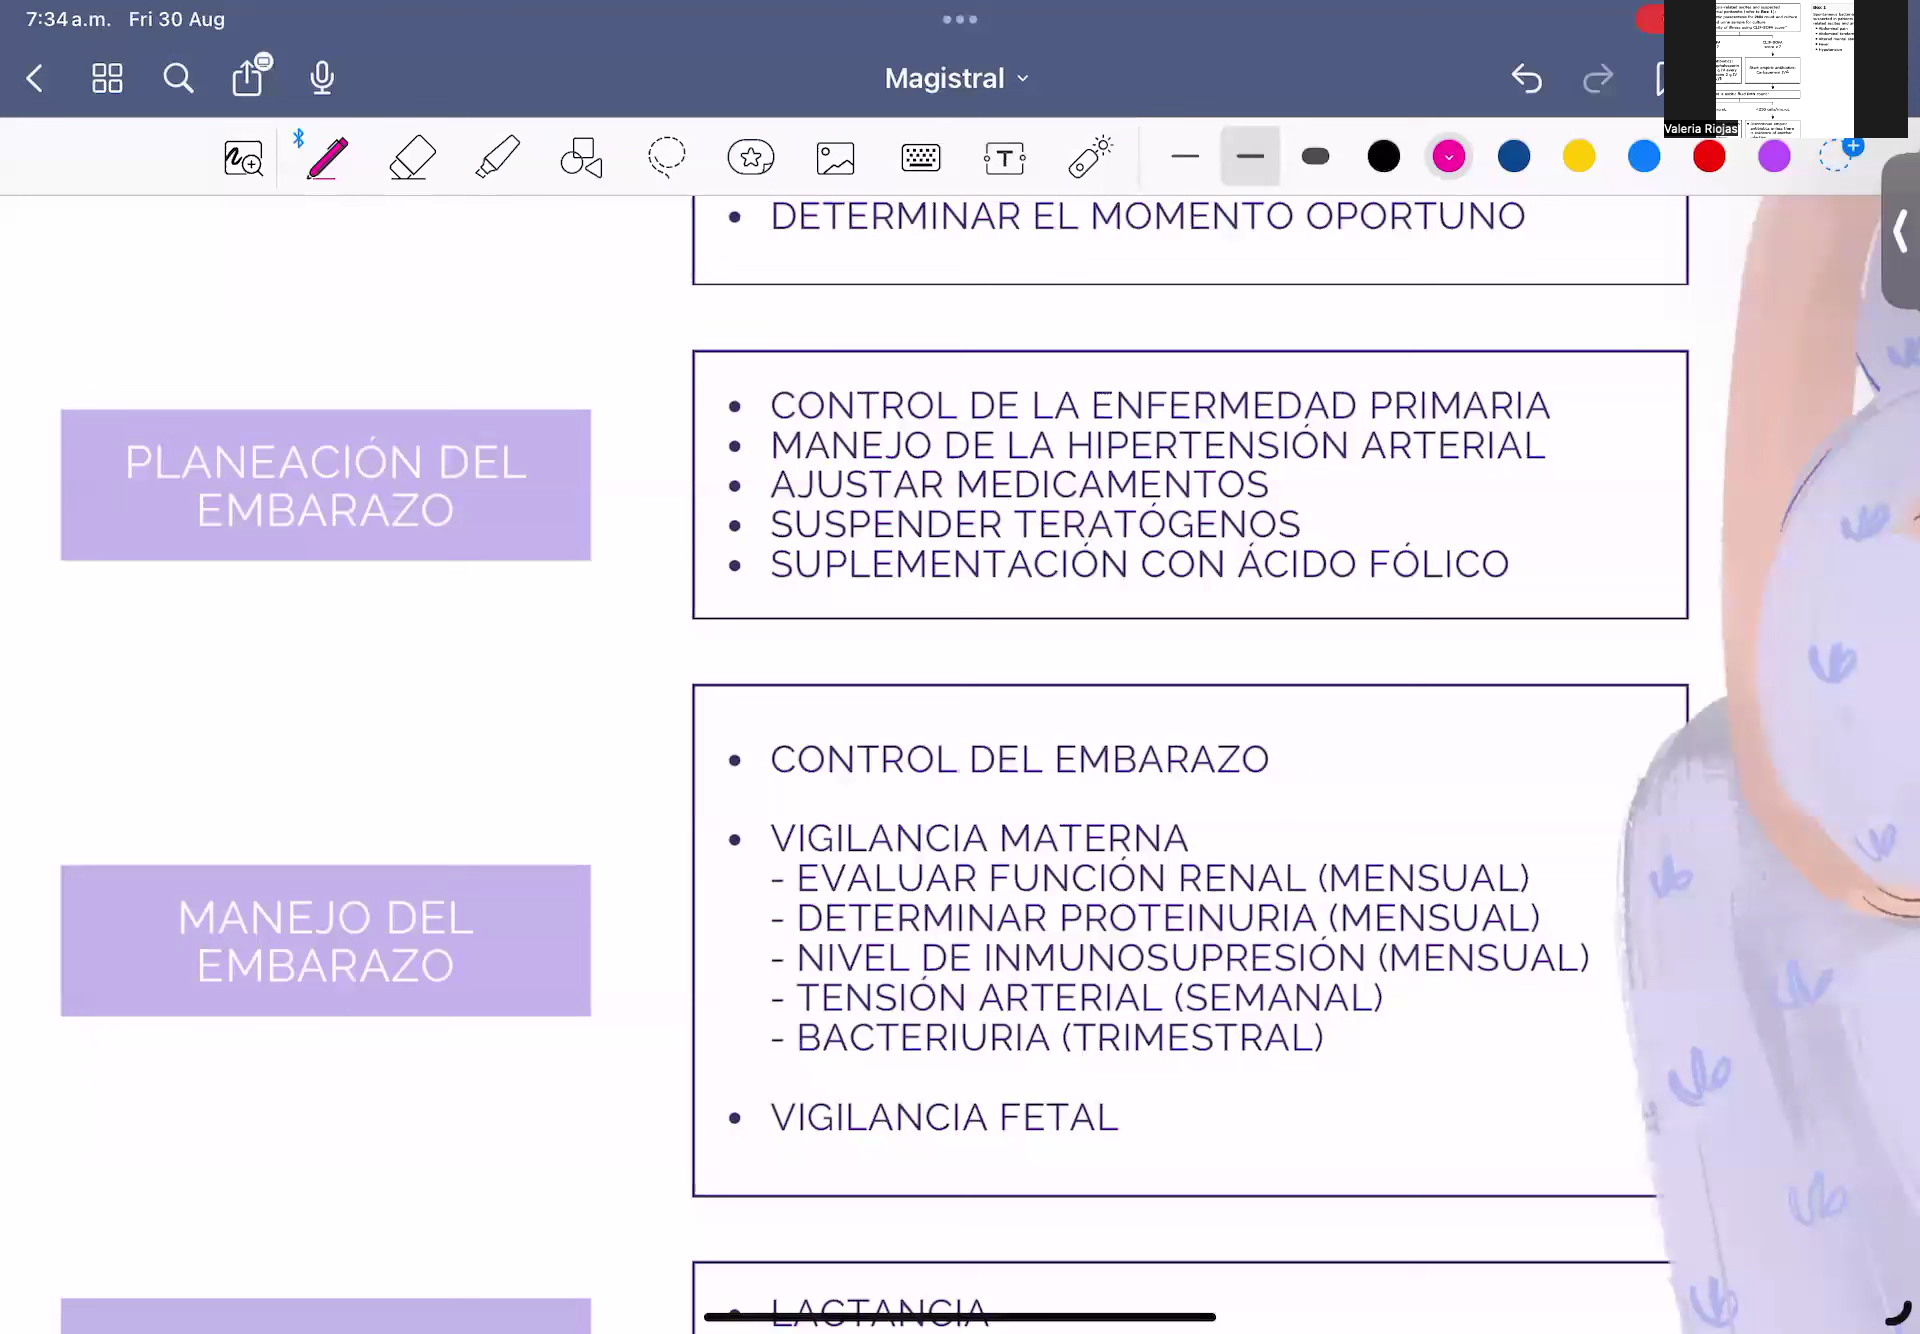 7:34 a.m. Fri 30 Aug
Magistral
Valeria Riojas
Box 1
• DETERMINAR EL MOMENTO OPORTUNO
PLANEACIÓN DEL
EMBARAZO
• CONTROL DE LA ENFERMEDAD PRIMARIA
• MANEJO DE LA HIPERTENSIÓN ARTERIAL
• AJUSTAR MEDICAMENTOS
• SUSPENDER TERATÓGENOS
• SUPLEMENTACIÓN CON ÁCIDO FÓLICO
MANEJO DEL
EMBARAZO
• CONTROL DEL EMBARAZO
• VIGILANCIA MATERNA
- EVALUAR FUNCIÓN RENAL (MENSUAL)
- DETERMINAR PROTEINURIA (MENSUAL)
- NIVEL DE INMUNOSUPRESIÓN (MENSUAL)
- TENSIÓN ARTERIAL (SEMANAL)
- BACTERIURIA (TRIMESTRAL)
• VIGILANCIA FETAL
• LACTANCIA